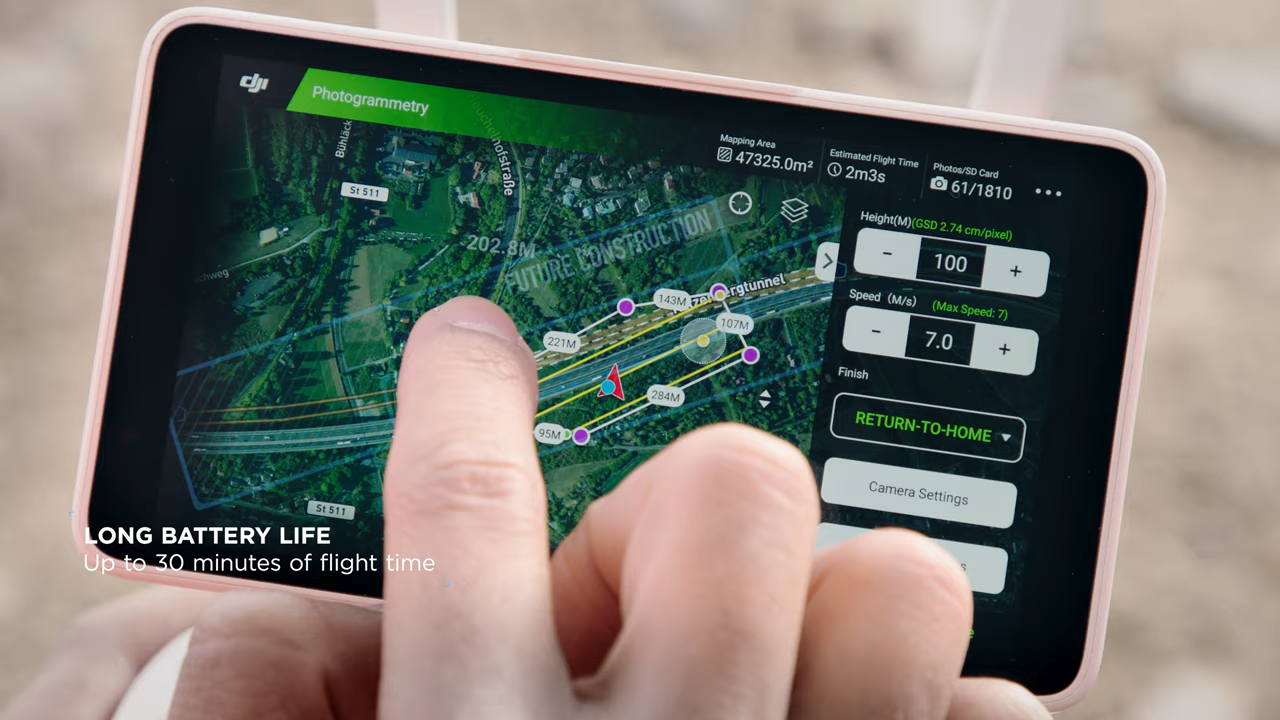 dji
Photogrammetry
Mapping Area
47325.0m²
Estimated Flight Time
2m3s
Photos/SD Card
61/1810
Bühläck
St 511
202.8M
FUTURE CONSTRUCTION
chweg
143M
ergtunnel
107M
221M
284M
95M
St 511
Height(M)(GSD 2.74 cm/pixel)
- 100 +
Speed (M/s) (Max Speed: 7)
- 7.0 +
Finish
RETURN-TO-HOME
Camera Settings
LONG BATTERY LIFE
Up to 30 minutes of flight time